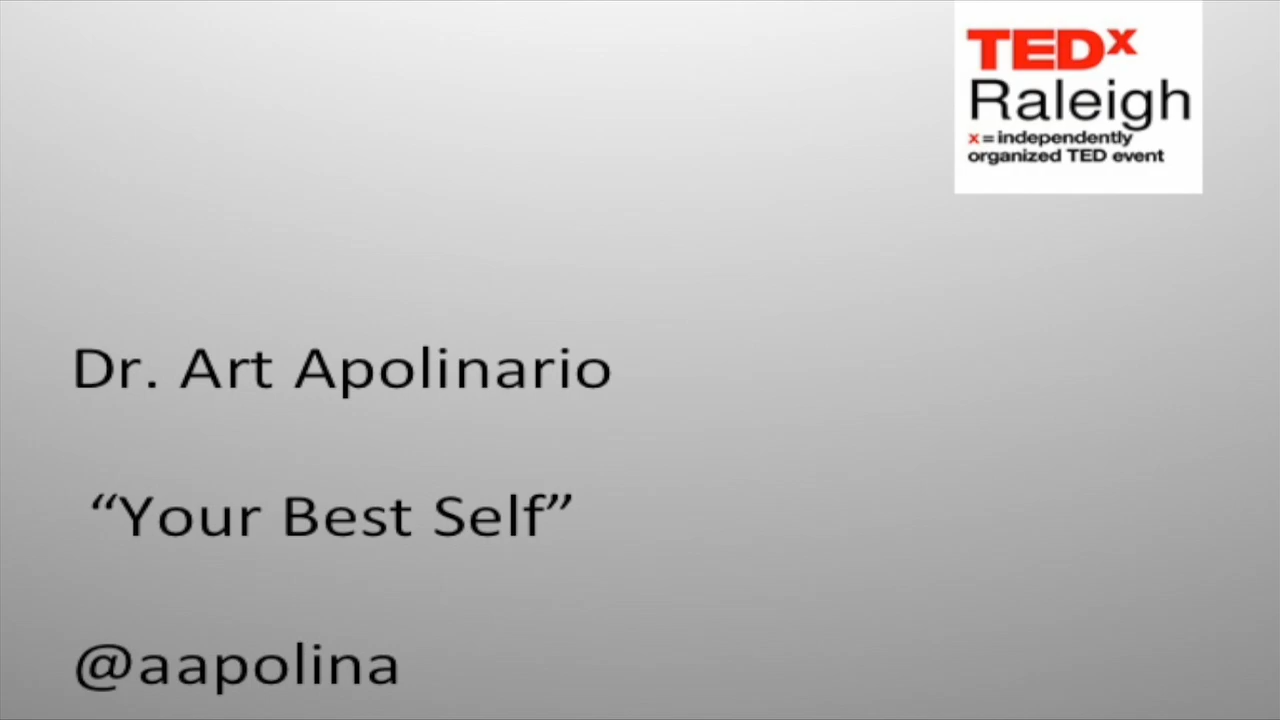 TEDx
Raleigh
x=independently
organized TED event
Dr. Art Apolinario
“Your Best Self”
@aapolina